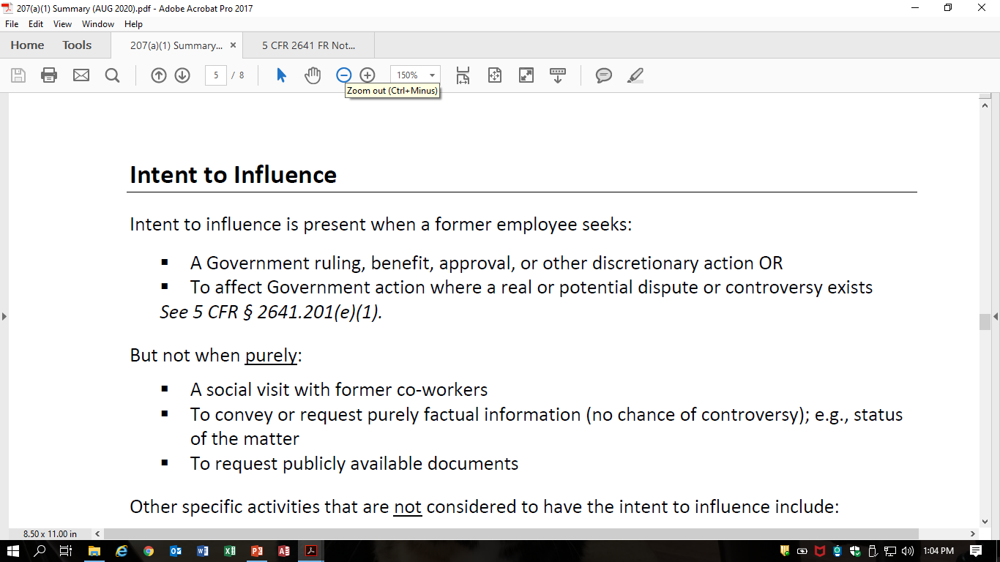 207(a)(1) Summary (AUG 2020).pdf - Adobe Acrobat Pro 2017
File Edit View Window Help
Home Tools 207(a)(1) Summary... × 5 CFR 2641 FR Not...
5 / 8 150%
Zoom out (Ctrl+Minus)
Intent to Influence
Intent to influence is present when a former employee seeks:
▪ A Government ruling, benefit, approval, or other discretionary action OR
▪ To affect Government action where a real or potential dispute or controversy exists
See 5 CFR § 2641.201(e)(1).
But not when purely:
▪ A social visit with former co-workers
▪ To convey or request purely factual information (no chance of controversy); e.g., status
of the matter
▪ To request publicly available documents
Other specific activities that are not considered to have the intent to influence include:
8.50 x 11.00 in
1:04 PM